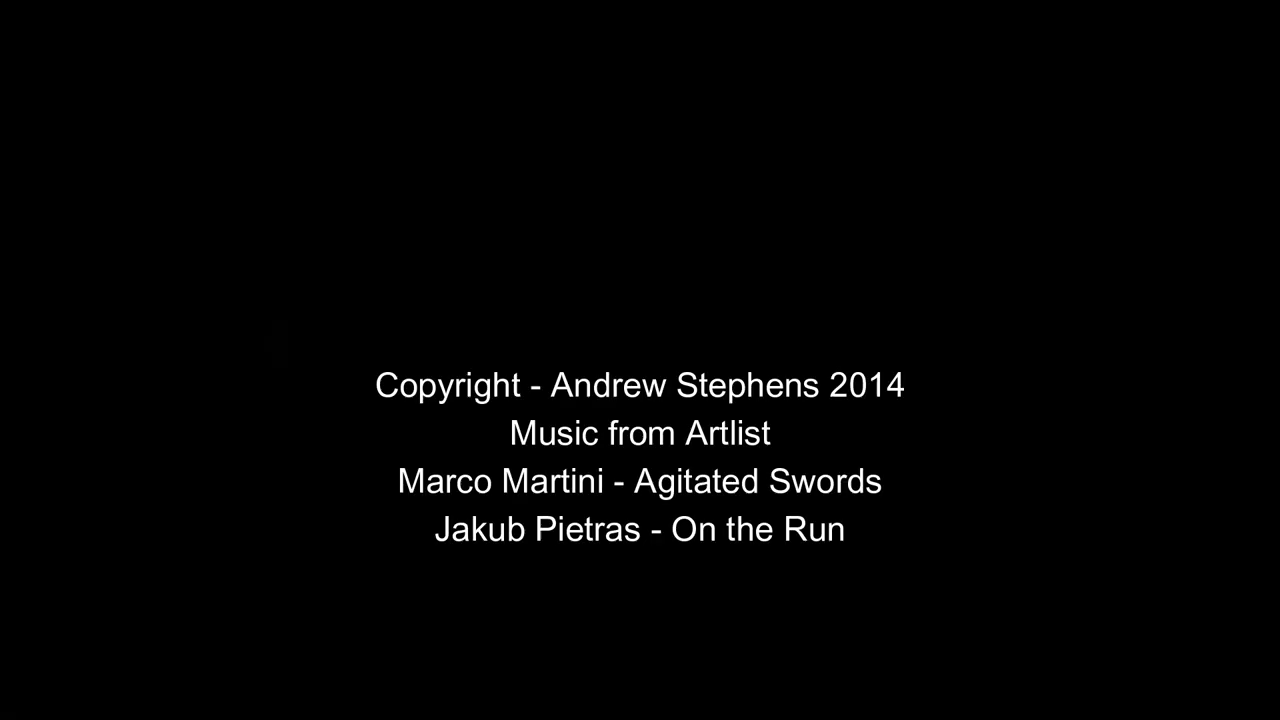 Copyright - Andrew Stephens 2014
Music from Artlist
Marco Martini - Agitated Swords
Jakub Pietras - On the Run